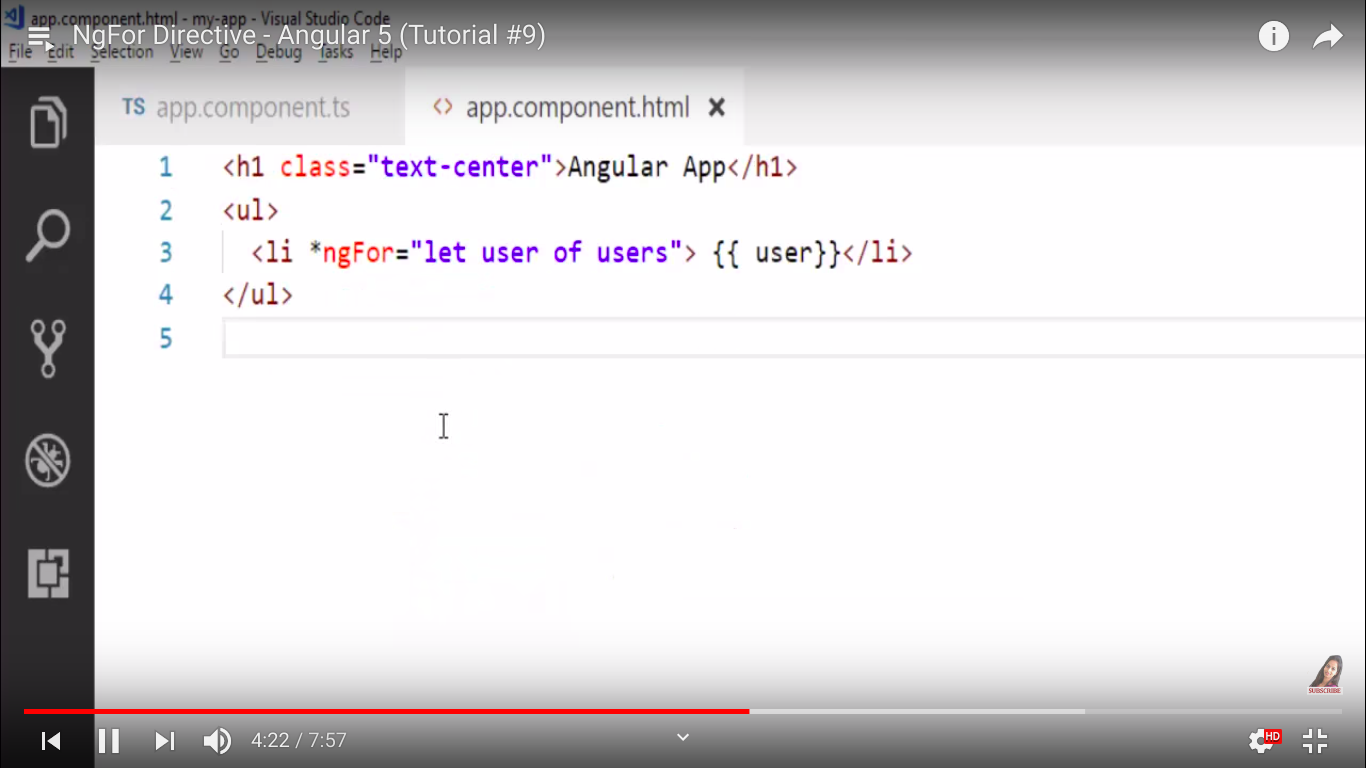 app.component.html - my-app - Visual Studio Code
NgFor Directive - Angular 5 (Tutorial #9)
File Edit Selection View Go Debug Tasks Help
TS app.component.ts <> app.component.html ×
1 <h1 class="text-center">Angular App</h1>
2 <ul>
3 <li *ngFor="let user of users"> {{ user}}</li>
4 </ul>
5
SUBSCRIBE
4:22 / 7:57
HD